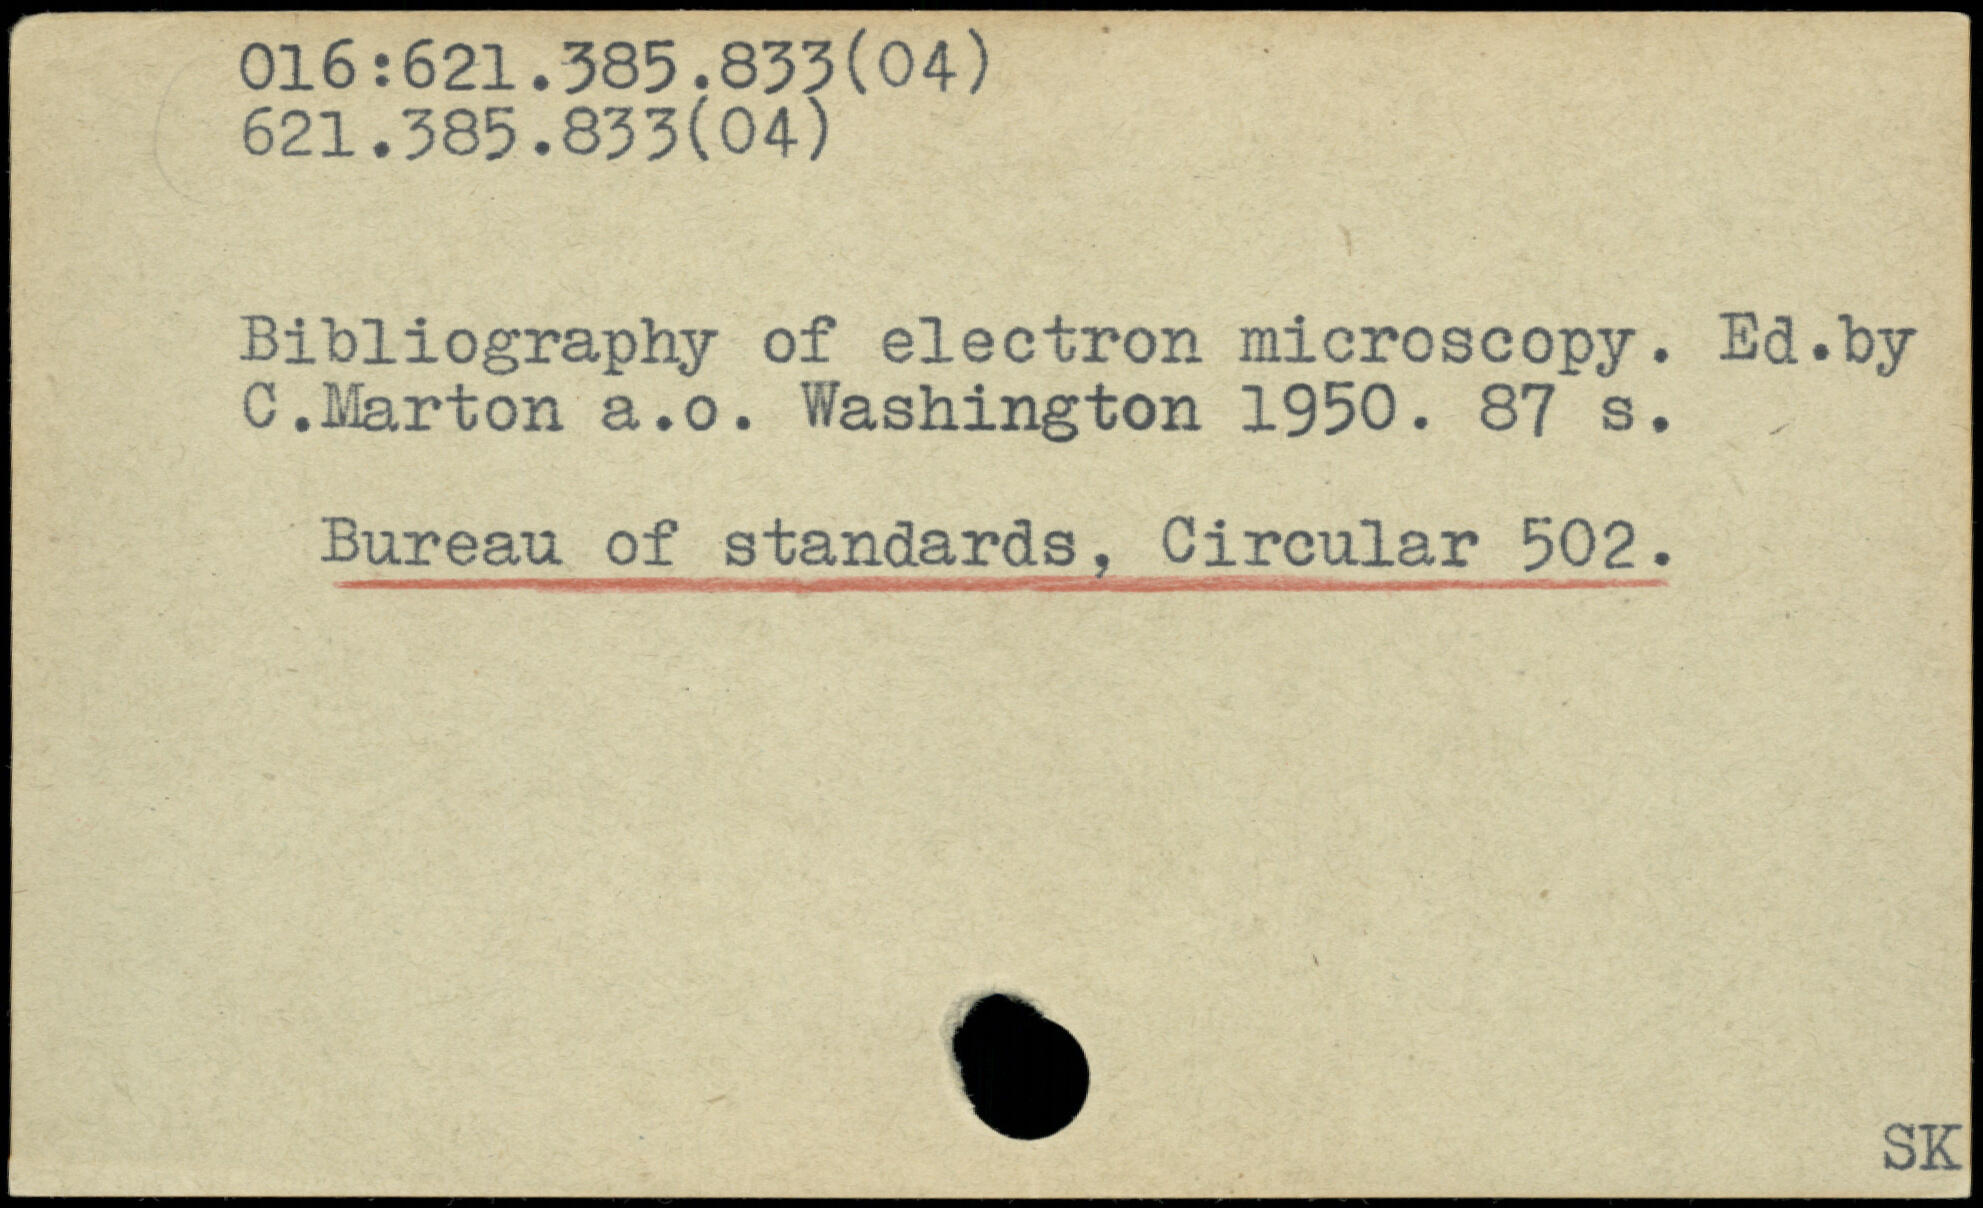 016:621.385.833(04)
621.385.833(04)
Bibliography of electron microscopy. Ed.by
C.Marton a.o. Washington 1950. 87 s.
Bureau of standards, Circular 502.
SK